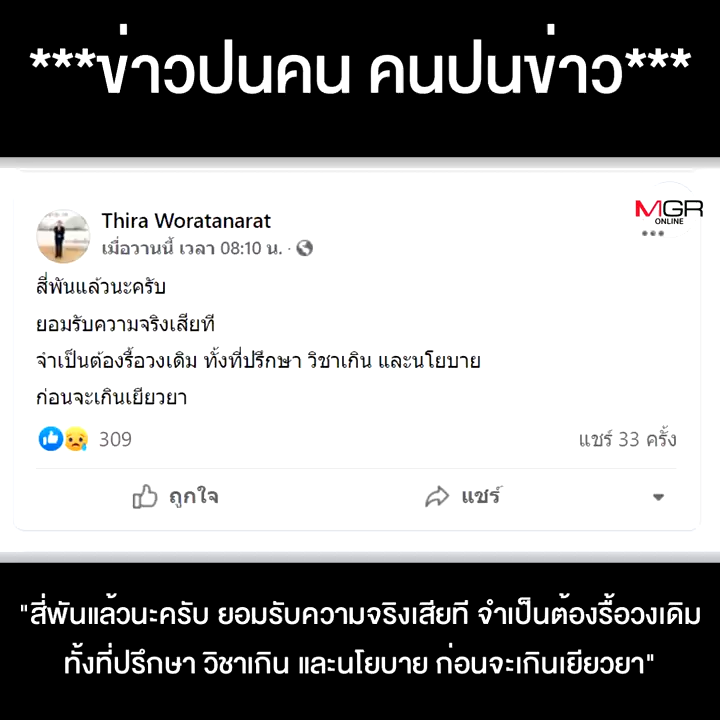 ***ข่าวปนคน คนปนข่าว***
MGR
ONLINE
Thira Woratanarat
เมื่อวานนี้ เวลา 08:10 น. ·
สี่พันแล้วนะครับ
ยอมรับความจริงเสียที
จำเป็นต้องรื้อวงเดิม ทั้งที่ปรึกษา วิชาเกิน และนโยบาย
ก่อนจะเกินเยียวยา
309 แชร์ 33 ครั้ง
ถูกใจ แชร์
"สี่พันแล้วนะครับ ยอมรับความจริงเสียที จำเป็นต้องรื้อวงเดิม
ทั้งที่ปรึกษา วิชาเกิน และนโยบาย ก่อนจะเกินเยียวยา"